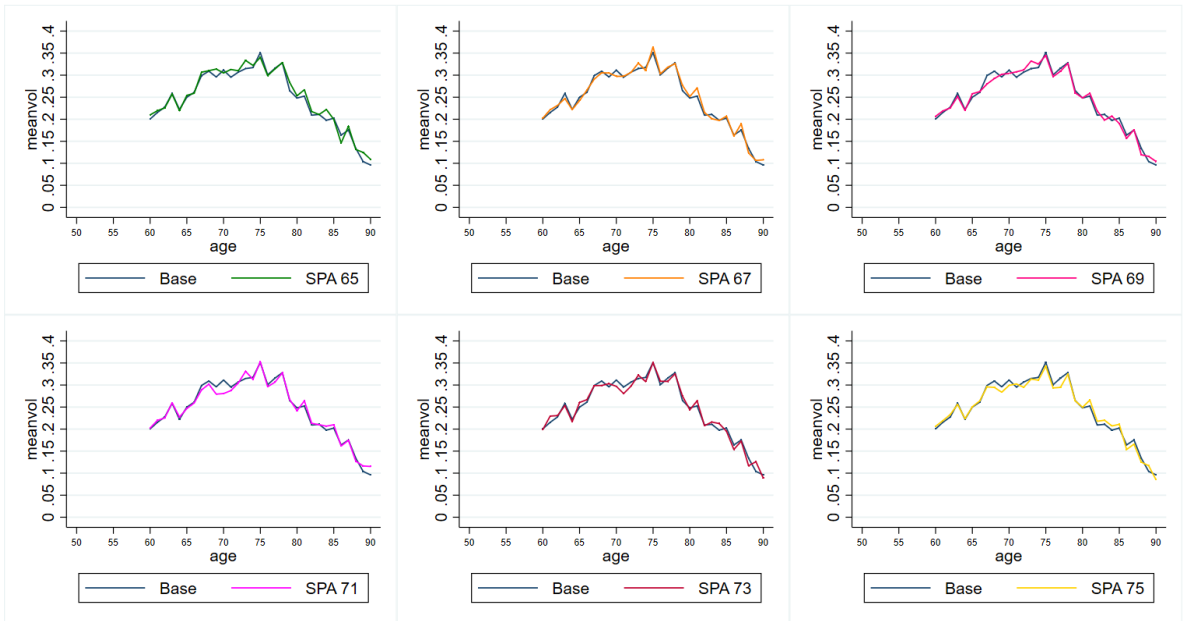 meanvol
0 .05 .1 .15 .2 .25 .3 .35 .4
50 55 60 65 70 75 80 85 90
age
Base SPA 65
meanvol
0 .05 .1 .15 .2 .25 .3 .35 .4
50 55 60 65 70 75 80 85 90
age
Base SPA 67
meanvol
0 .05 .1 .15 .2 .25 .3 .35 .4
50 55 60 65 70 75 80 85 90
age
Base SPA 69
meanvol
0 .05 .1 .15 .2 .25 .3 .35 .4
50 55 60 65 70 75 80 85 90
age
Base SPA 71
meanvol
0 .05 .1 .15 .2 .25 .3 .35 .4
50 55 60 65 70 75 80 85 90
age
Base SPA 73
meanvol
0 .05 .1 .15 .2 .25 .3 .35 .4
50 55 60 65 70 75 80 85 90
age
Base SPA 75